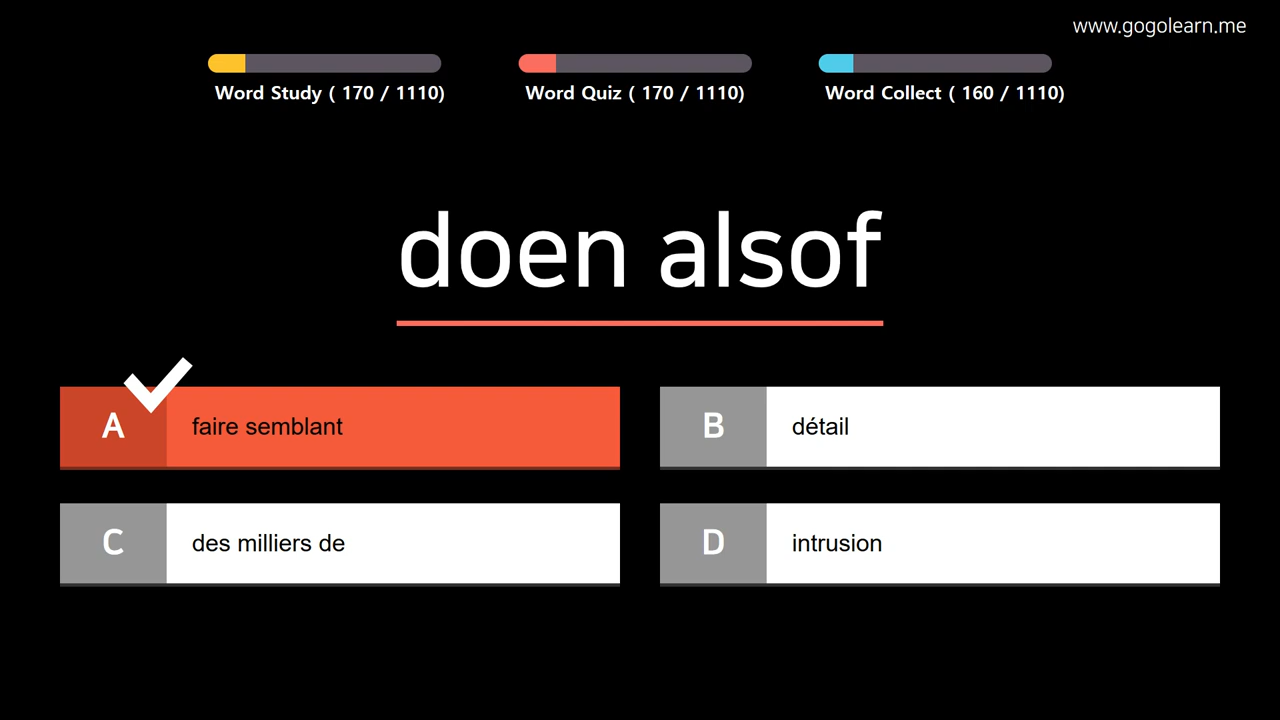 www.gogolearn.me
Word Study ( 170 / 1110)
Word Quiz ( 170 / 1110)
Word Collect ( 160 / 1110)
doen alsof
A
faire semblant
B
détail
C
des milliers de
D
intrusion